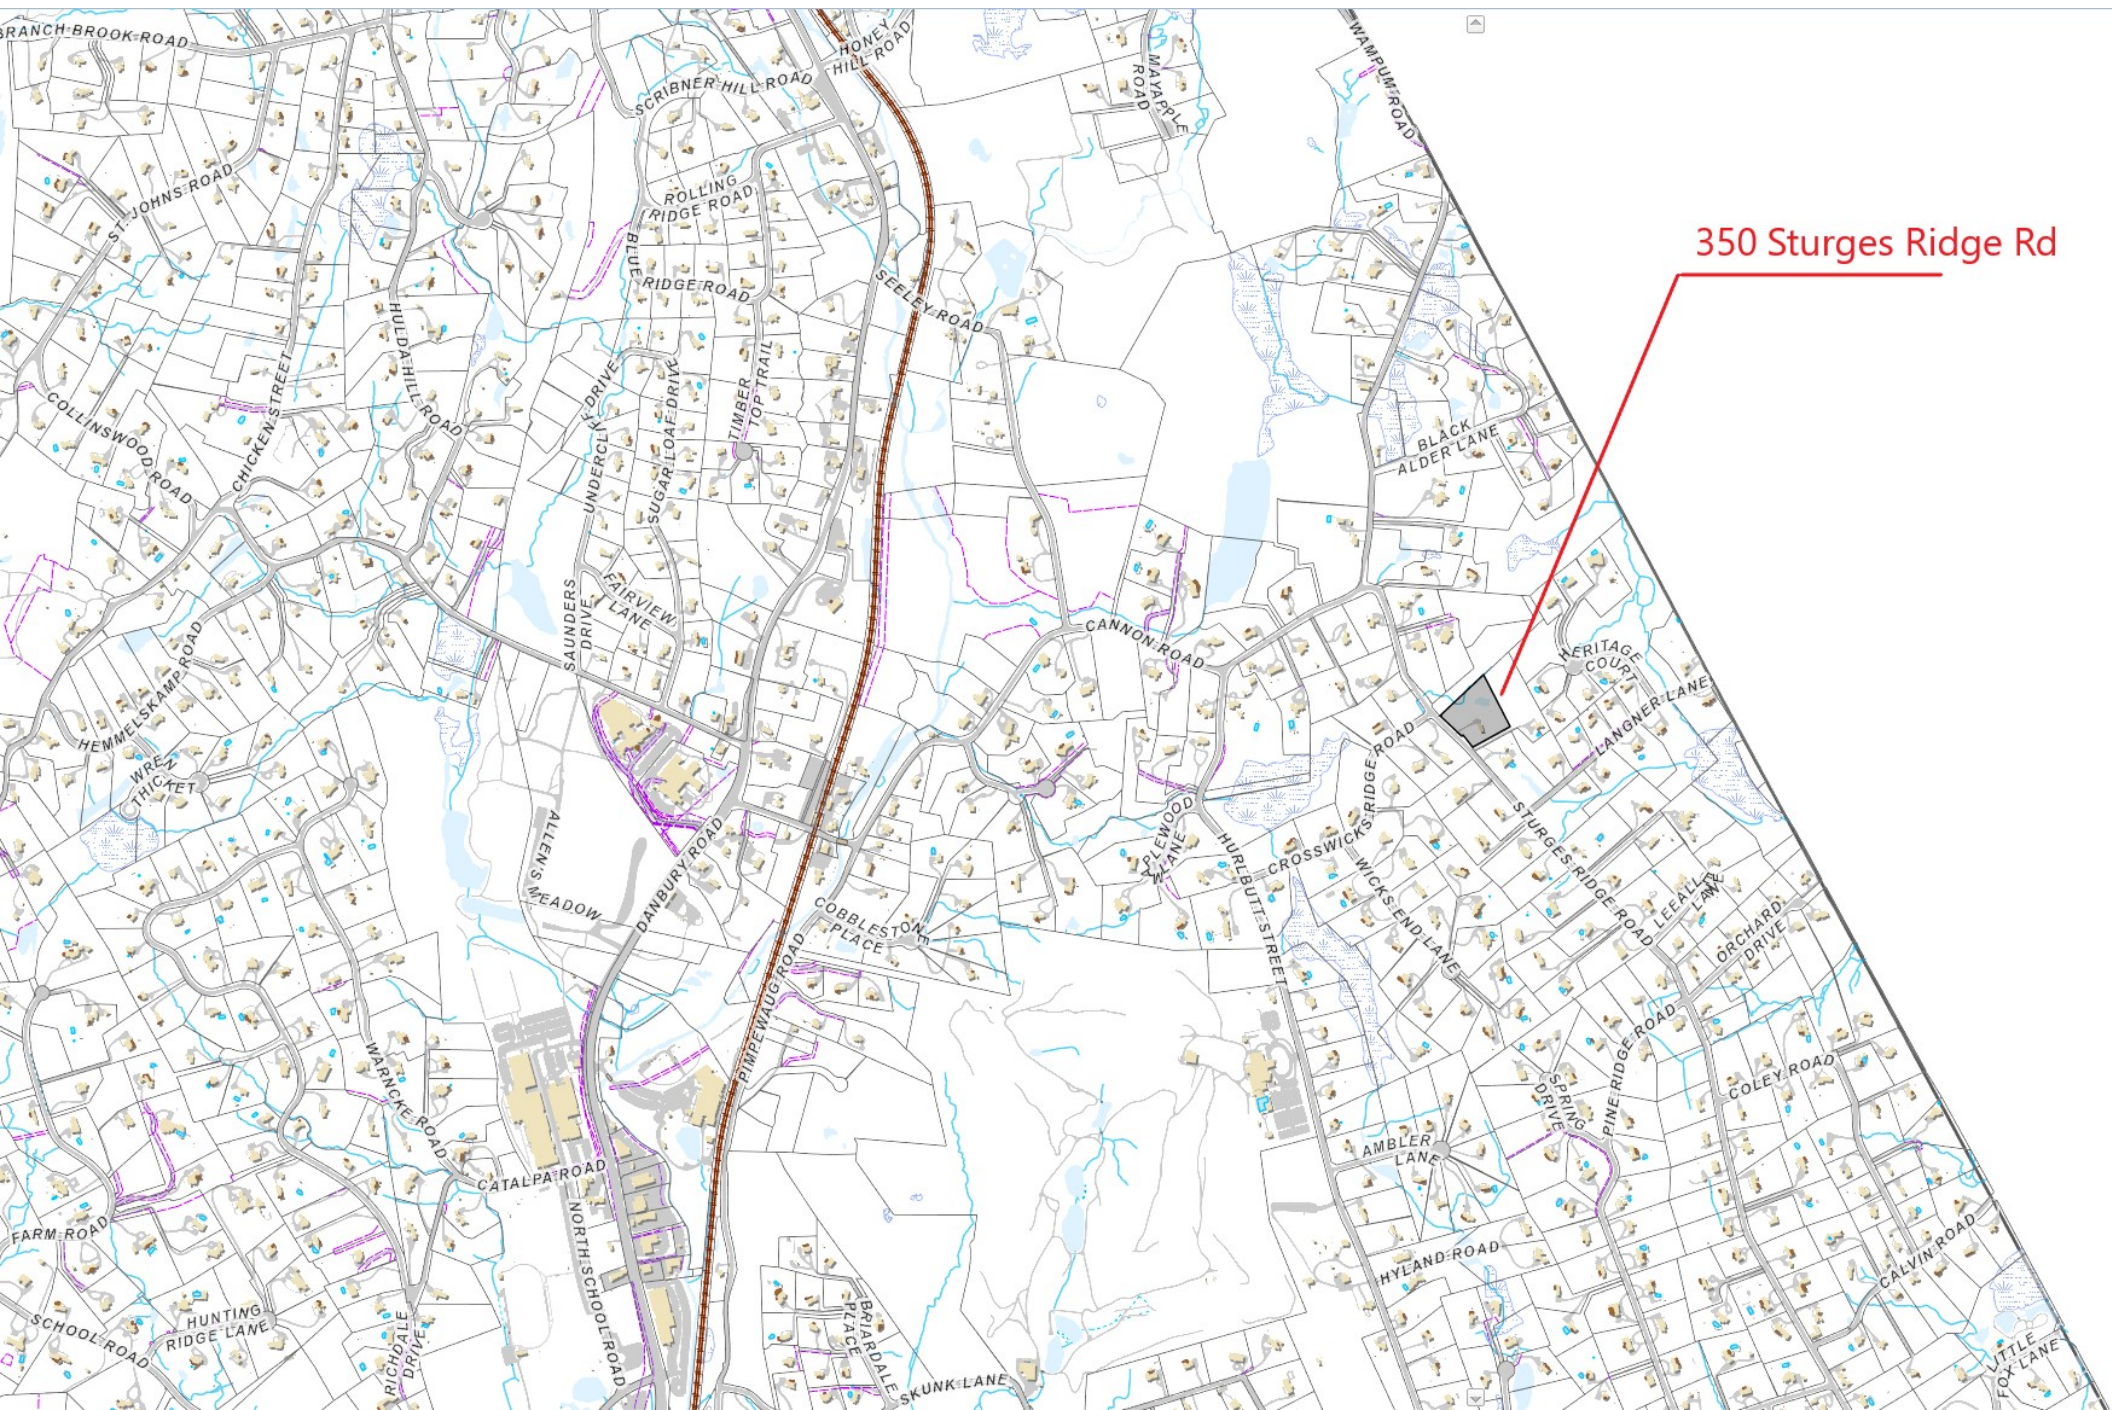 BRANCH BROOK ROAD
HONEY
HILL ROAD
SCRIBNER HILL ROAD
MAYAPPLE
ROAD
WAMPUM ROAD
ST. JOHNS ROAD
ROLLING
RIDGE ROAD
350 Sturges Ridge Rd
BLUE
RIDGE ROAD
SEELEY ROAD
HULDA HILL ROAD
CHICKEN STREET
COLLINSWOOD ROAD
UNDERCLIFF DRIVE
SUGAR LOAF DRIVE
TIMBER
TOP TRAIL
BLACK
ALDER LANE
SAUNDERS
DRIVE
FAIRVIEW
LANE
CANNON ROAD
HERITAGE
COURT
LANGNER LANE
HEMMELSKAMP ROAD
WREN
THICKET
CROSSWICKS RIDGE ROAD
ALLEN'S MEADOW
DANBURY ROAD
MAPLEWOOD
LANE
HURLBUTT STREET
WICKS END LANE
STURGES RIDGE ROAD
LEEALLE
LANE
ORCHARD
DRIVE
COBBLESTONE
PLACE
PIMPEWAUG ROAD
WARNCKE ROAD
SPRING
DRIVE
PINE RIDGE ROAD
COLEY ROAD
AMBLER
LANE
CATALPA ROAD
NORTH SCHOOL ROAD
FARM ROAD
HYLAND ROAD
CALVIN ROAD
SCHOOL ROAD
HUNTING
RIDGE LANE
RICHDALE
DRIVE
BRIARDALE
PLACE
SKUNK LANE
LITTLE
FOX LANE